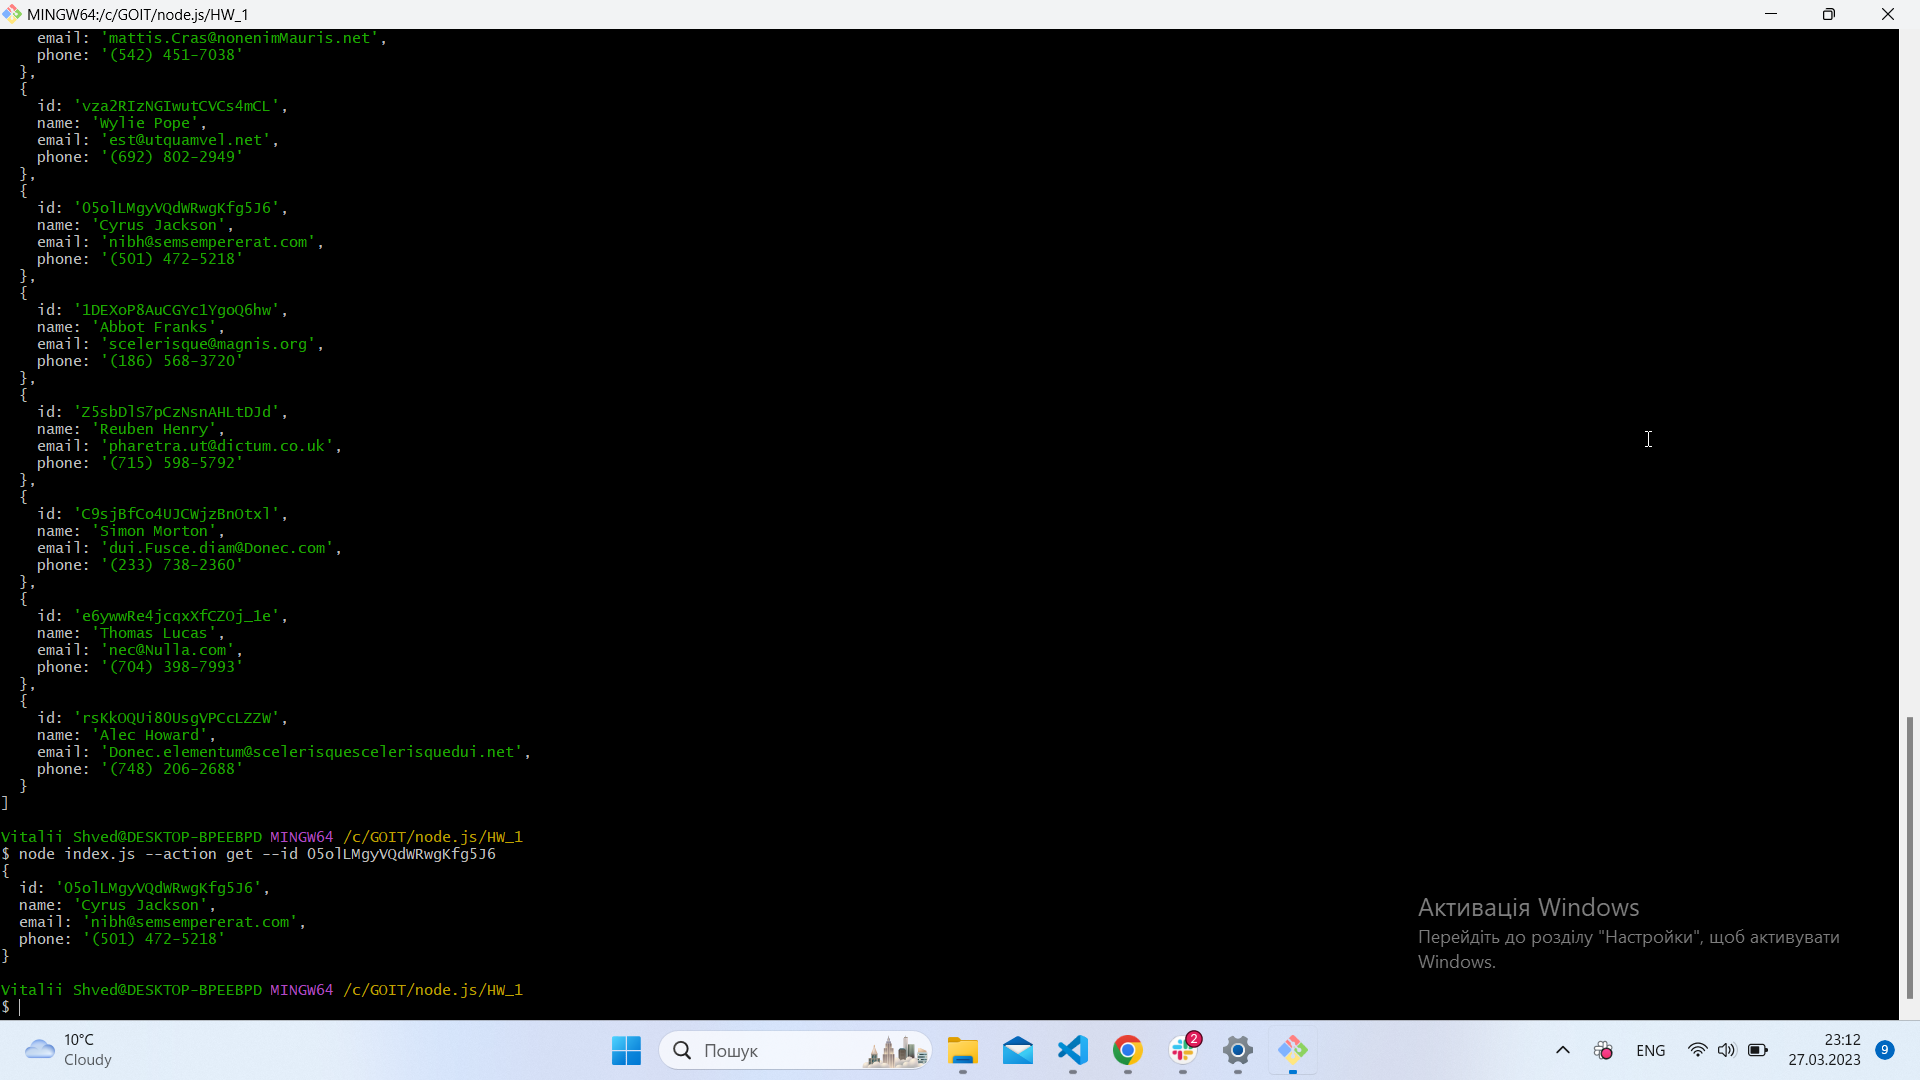 MINGW64:/c/GOIT/node.js/HW_1
email: 'mattis.Cras@nonenimMauris.net',
phone: '(542) 451-7038'
},
{
id: 'vza2RIzNGIwutCVCs4mCL',
name: 'Wylie Pope',
email: 'est@utquamvel.net',
phone: '(692) 802-2949'
},
{
id: '05olLMgyVQdWRwgKfg5J6',
name: 'Cyrus Jackson',
email: 'nibh@semsempererat.com',
phone: '(501) 472-5218'
},
{
id: '1DEXoP8AuCGYc1YgoQ6hw',
name: 'Abbot Franks',
email: 'scelerisque@magnis.org',
phone: '(186) 568-3720'
},
{
id: 'Z5sbDlS7pCzNsnAHLtDJd',
name: 'Reuben Henry',
email: 'pharetra.ut@dictum.co.uk',
phone: '(715) 598-5792'
},
{
id: 'C9sjBfCo4UJCWjzBnOtxl',
name: 'Simon Morton',
email: 'dui.Fusce.diam@Donec.com',
phone: '(233) 738-2360'
},
{
id: 'e6ywwRe4jcqxXfCZOj_1e',
name: 'Thomas Lucas',
email: 'nec@Nulla.com',
phone: '(704) 398-7993'
},
{
id: 'rsKkOQUi80UsgVPCcLZZW',
name: 'Alec Howard',
email: 'Donec.elementum@scelerisquescelerisquedui.net',
phone: '(748) 206-2688'
}
]
Vitalii Shved@DESKTOP-BPEEBPD MINGW64 /c/GOIT/node.js/HW_1
$ node index.js --action get --id 05olLMgyVQdWRwgKfg5J6
{
id: '05olLMgyVQdWRwgKfg5J6',
name: 'Cyrus Jackson',
email: 'nibh@semsempererat.com',
phone: '(501) 472-5218'
}
Vitalii Shved@DESKTOP-BPEEBPD MINGW64 /c/GOIT/node.js/HW_1
$
Активація Windows
Перейдіть до розділу "Настройки", щоб активувати
Windows.
10°C
Cloudy
Пошук
2
ENG
23:12
27.03.2023
9